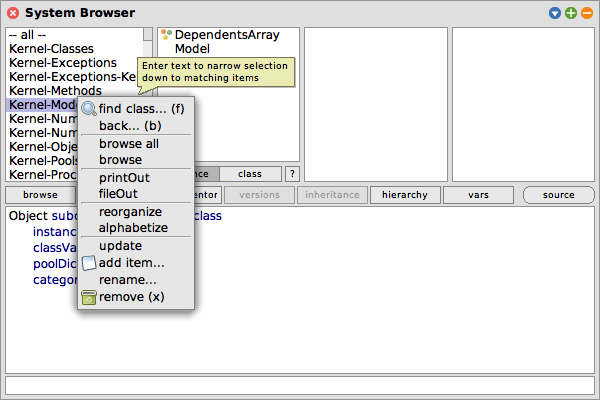 System Browser
-- all --
Kernel-Classes
Kernel-Exceptions
Kernel-Exceptions-Ke
Kernel-Methods
Kernel-Mode
Kernel-Num
Kernel-Num
Kernel-Obje
Kernel-Pools
Kernel-Proc
DependentsArray
Model
Enter text to narrow selection
down to matching items
find class... (f)
back... (b)
browse all
browse
printOut
fileOut
reorganize
alphabetize
update
add item...
rename...
remove (x)
nce
class
?
browse
entor
versions
inheritance
hierarchy
vars
source
Object subc
class
instanc
classVa
poolDic
categor